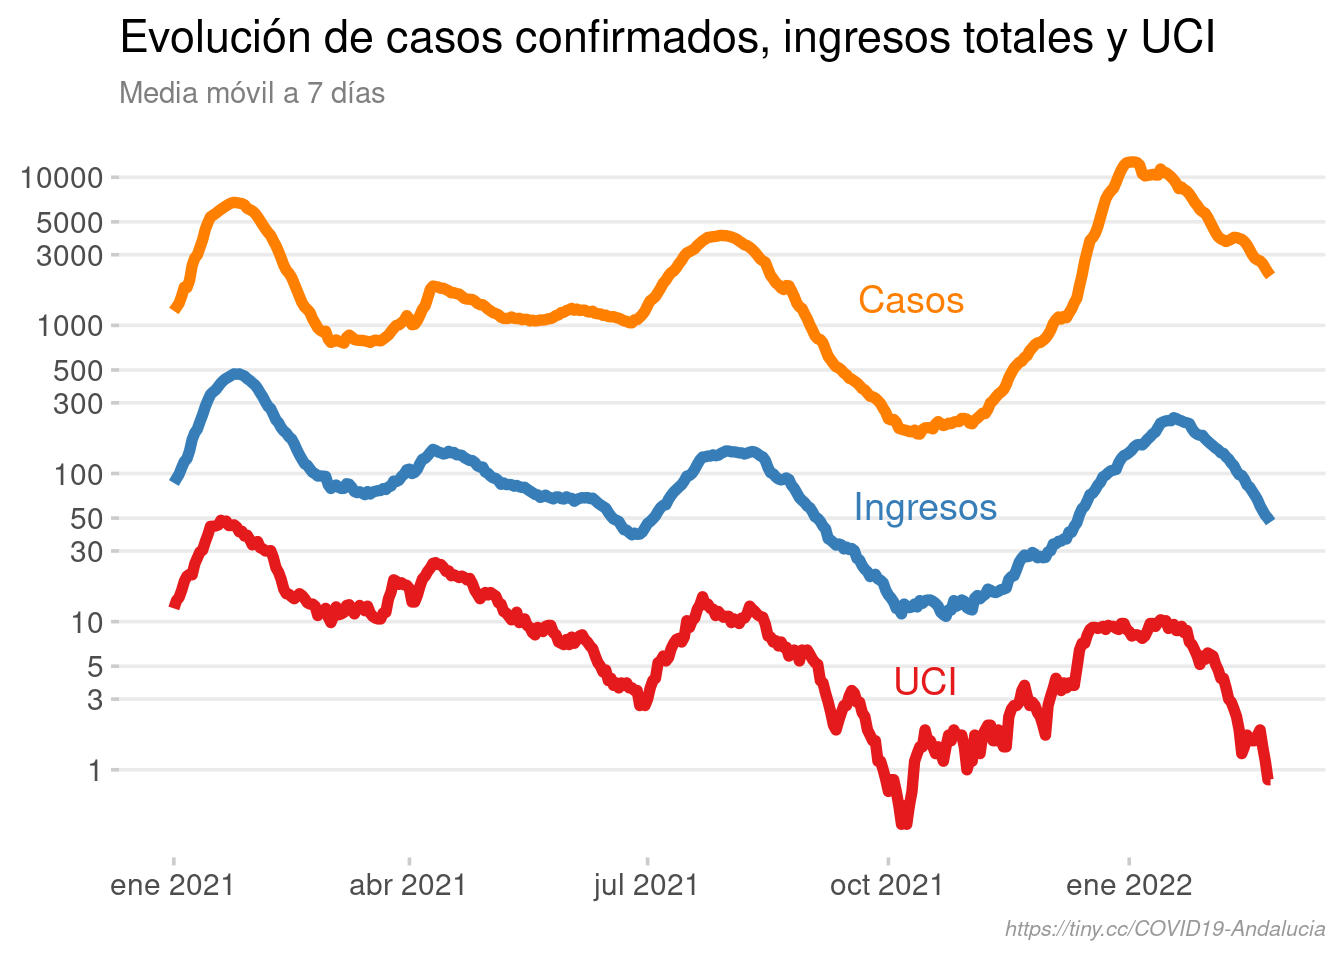 Evolución de casos confirmados, ingresos totales y UCI
Media móvil a 7 días
10000
5000
3000
1000
500
300
100
50
30
10
5
3
1
Casos
Ingresos
UCI
ene 2021
abr 2021
jul 2021
oct 2021
ene 2022
https://tiny.cc/COVID19-Andalucia